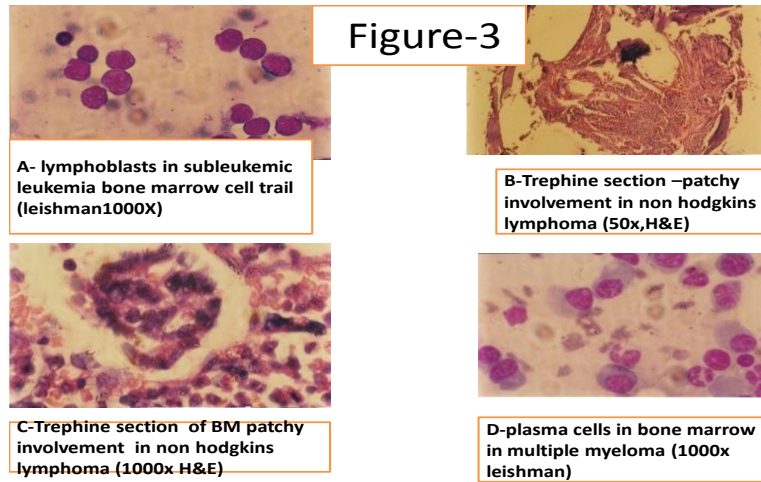 Figure-3
A- lymphoblasts in subleukemic
leukemia bone marrow cell trail
(leishman1000X)
B-Trephine section –patchy
involvement in non hodgkins
lymphoma (50x,H&E)
C-Trephine section of BM patchy
involvement in non hodgkins
lymphoma (1000x H&E)
D-plasma cells in bone marrow
in multiple myeloma (1000x
leishman)